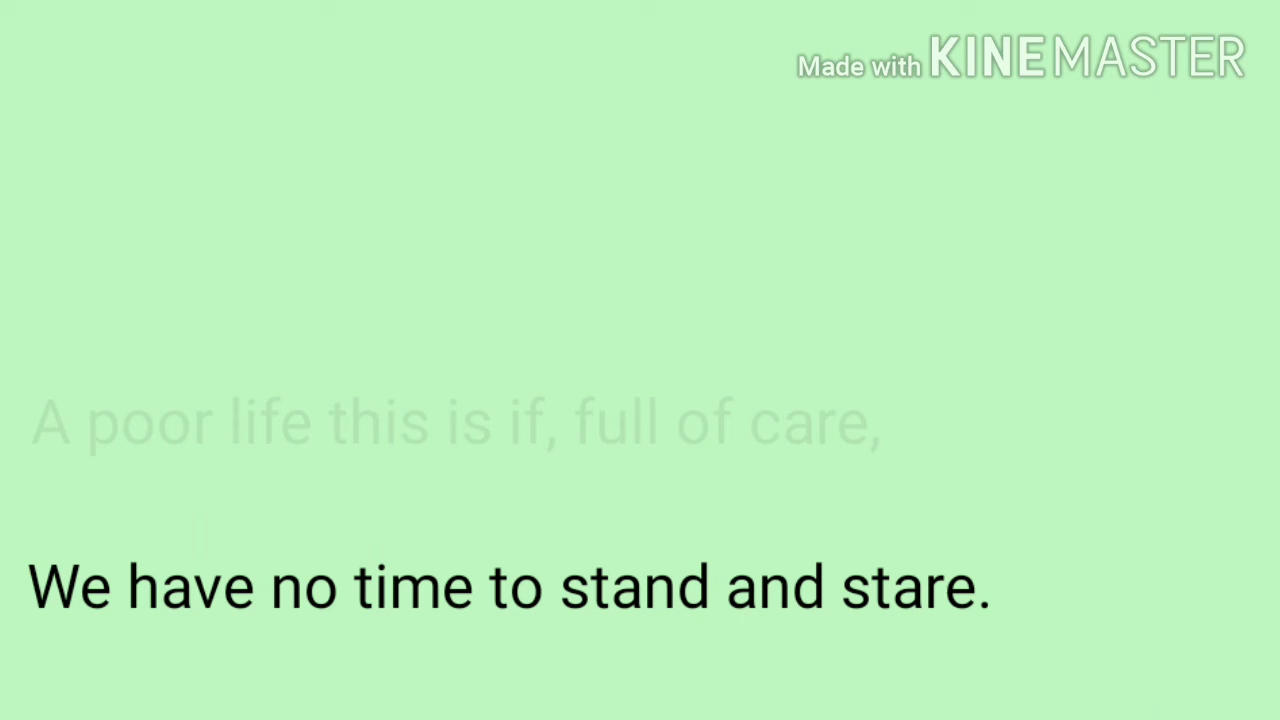 Made with KINEMASTER
A poor life this is if, full of care,
We have no time to stand and stare.